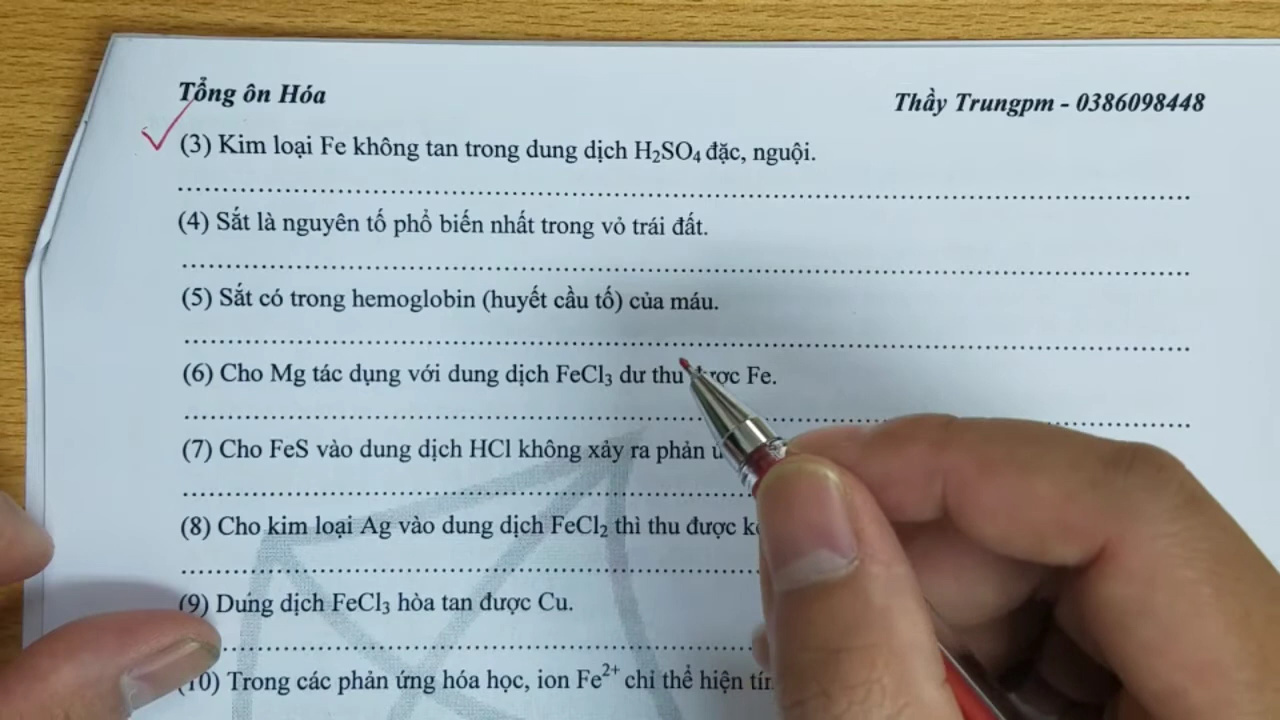 Tổng ôn Hóa
Thầy Trungpm - 0386098448
(3) Kim loại Fe không tan trong dung dịch H₂SO₄ đặc, nguội.
(4) Sắt là nguyên tố phổ biến nhất trong vỏ trái đất.
(5) Sắt có trong hemoglobin (huyết cầu tố) của máu.
(6) Cho Mg tác dụng với dung dịch FeCl₃ dư thu được Fe.
(7) Cho FeS vào dung dịch HCl không xảy ra phản
(8) Cho kim loại Ag vào dung dịch FeCl₂ thì thu được
(9) Dung dịch FeCl₃ hòa tan được Cu.
(10) Trong các phản ứng hóa học, ion Fe²⁺ chỉ thể hiện